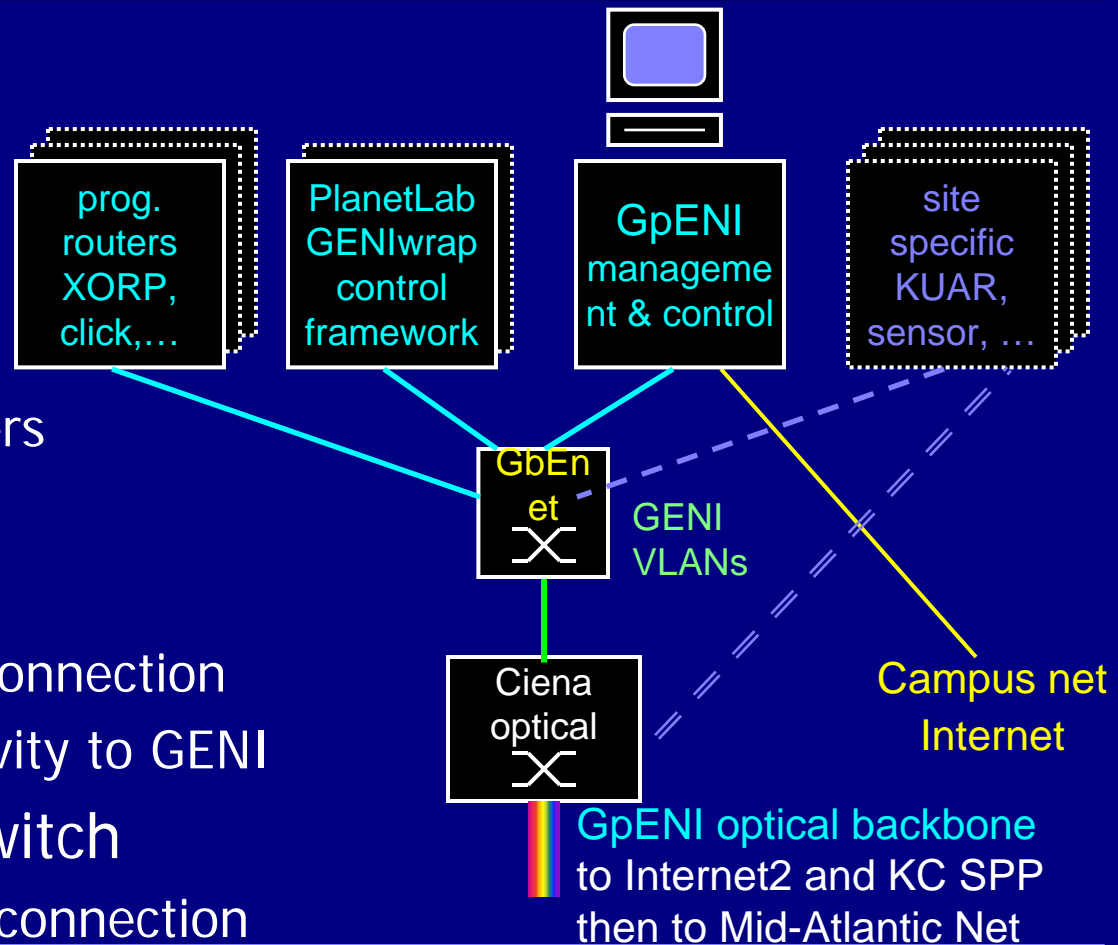 prog.
routers
XORP,
click,…
PlanetLab
GENIwrap
control
framework
GpENI
manageme
nt & control
site
specific
KUAR,
sensor, …
rs
GbEn
et
GENI
VLANs
onnection
vity to GENI
witch
connection
Ciena
optical
Campus net
Internet
GpENI optical backbone
to Internet2 and KC SPP
then to Mid-Atlantic Net